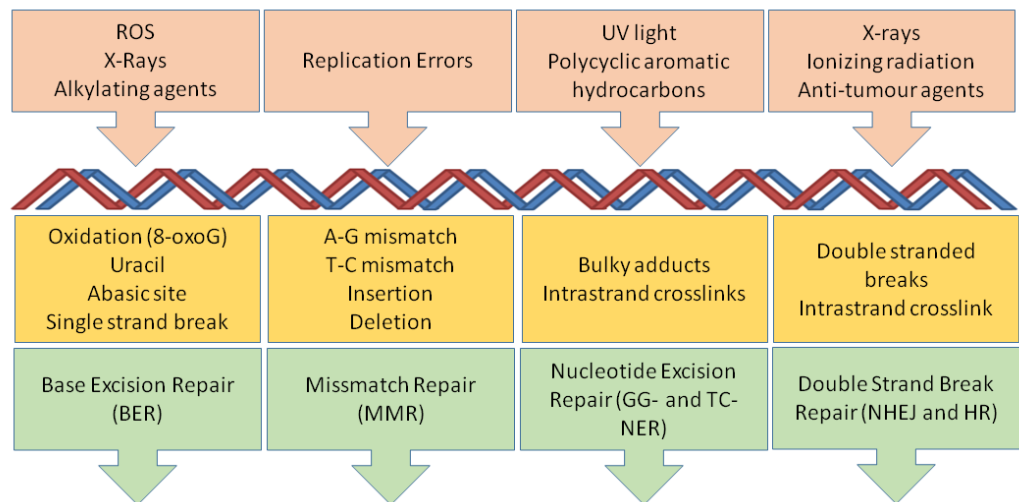 ROS
X-Rays
Alkylating agents
Replication Errors
UV light
Polycyclic aromatic
hydrocarbons
X-rays
Ionizing radiation
Anti-tumour agents
Oxidation (8-oxoG)
Uracil
Abasic site
Single strand break
A-G mismatch
T-C mismatch
Insertion
Deletion
Bulky adducts
Intrastrand crosslinks
Double stranded
breaks
Intrastrand crosslink
Base Excision Repair
(BER)
Missmatch Repair
(MMR)
Nucleotide Excision
Repair (GG- and TC-
NER)
Double Strand Break
Repair (NHEJ and HR)